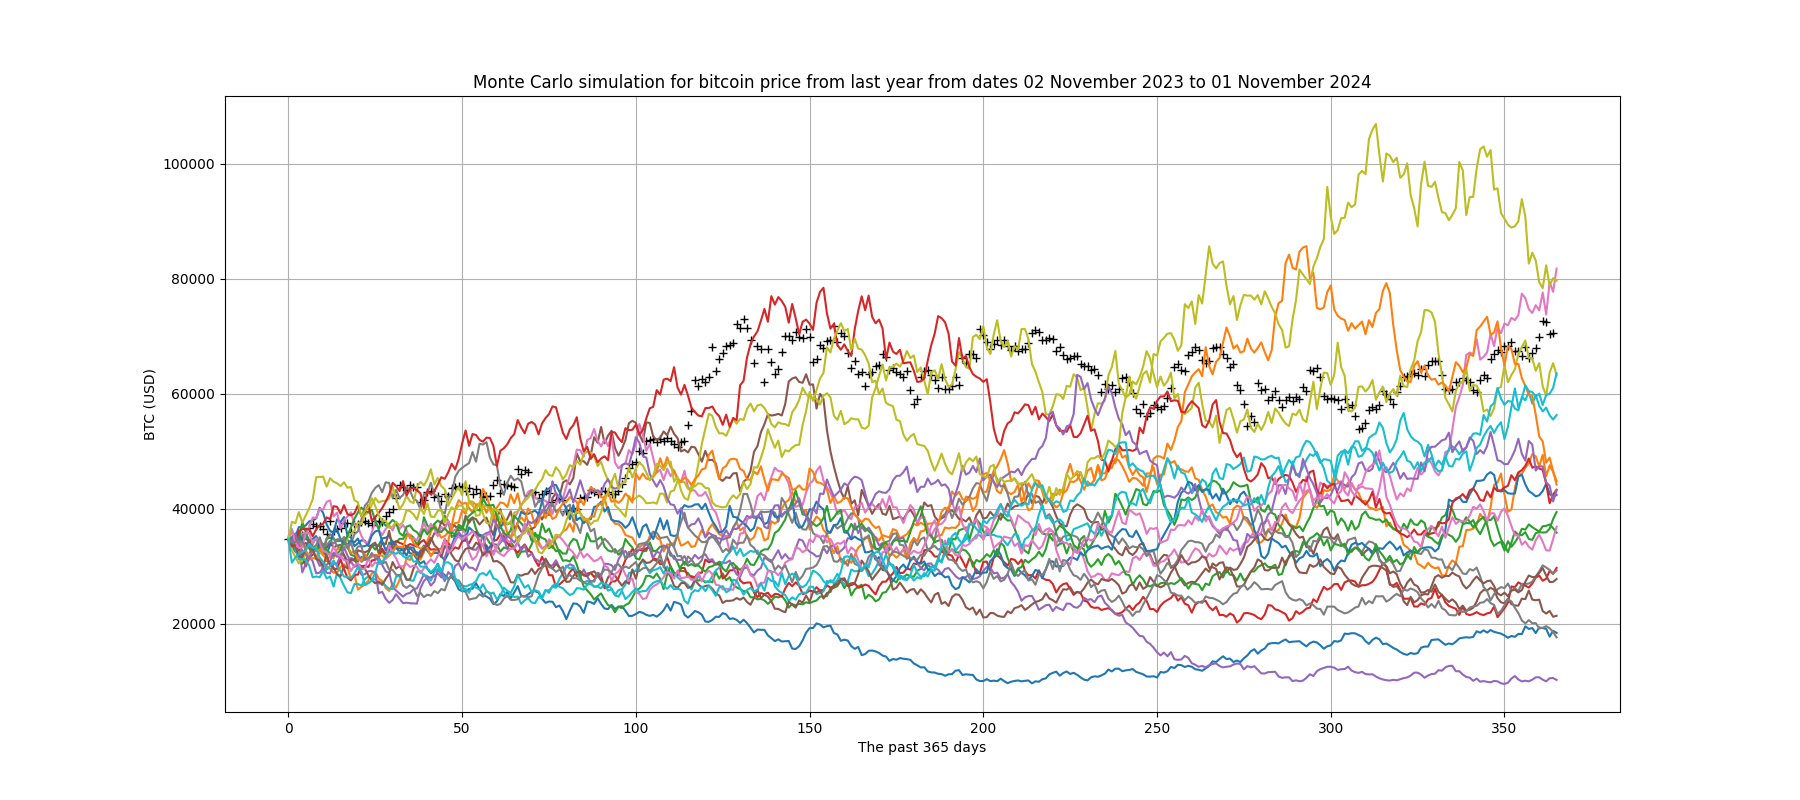 Monte Carlo simulation for bitcoin price from last year from dates 02 November 2023 to 01 November 2024
BTC (USD)
100000
80000
60000
40000
20000
0 50 100 150 200 250 300 350
The past 365 days